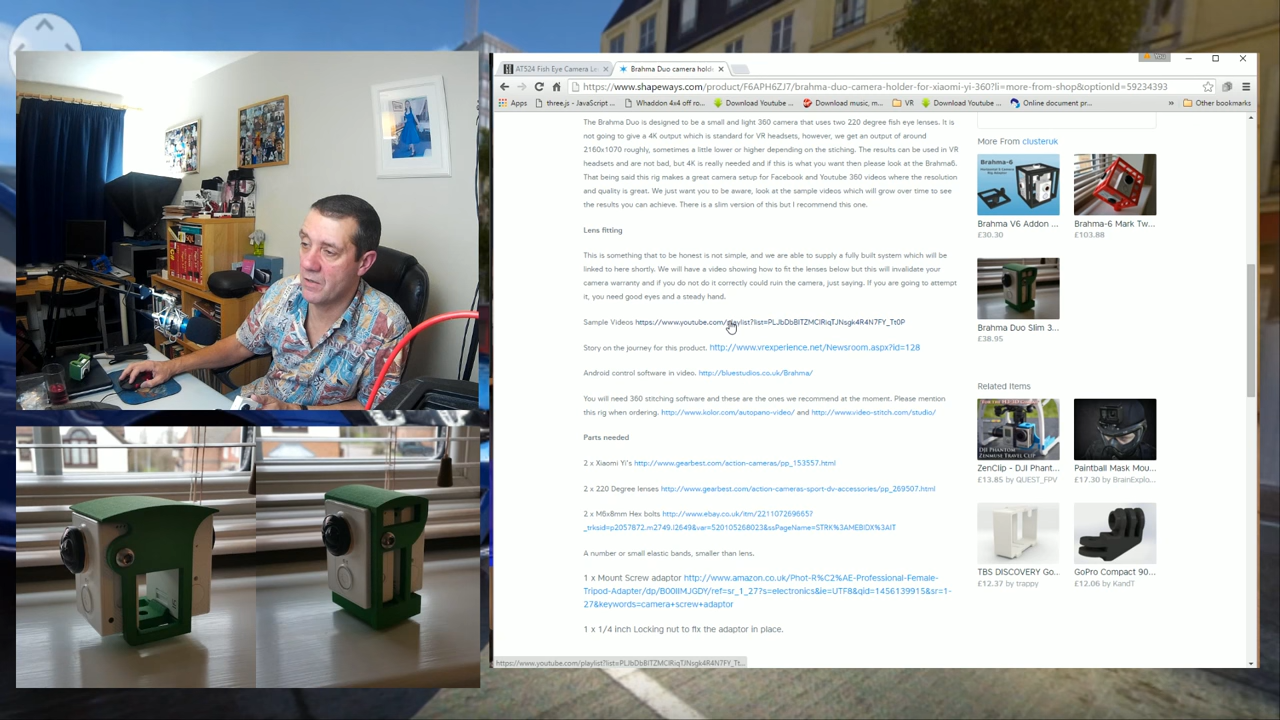 AT524 Fish Eye Camera Le
Brahma Duo camera hold
https://www.shapeways.com/product/F6APH6ZJ7/brahma-duo-camera-holder-for-xiaomi-yi-360?li=more-from-shop&optionId=59234393
Apps
three.js - JavaScript ...
Whaddon 4x4 off ro...
Download Youtube ...
Download music, m...
VR
Download Youtube ...
Online document pr...
»
Other bookmarks
The Brahma Duo is designed to be a small and light 360 camera that uses two 220 degree fish eye lenses. It is
not going to give a 4K output which is standard for VR headsets, however, we get an output of around
2160x1070 roughly, sometimes a little lower or higher depending on the stiching. The results can be used in VR
headsets and are not bad, but 4K is really needed and if this is what you want then please look at the Brahma6.
That being said this rig makes a great camera setup for Facebook and Youtube 360 videos where the resolution
and quality is great. We just want you to be aware, look at the sample videos which will grow over time to see
the results you can achieve. There is a slim version of this but I recommend this one.
Lens fitting
This is something that to be honest is not simple, and we are able to supply a fully built system which will be
linked to here shortly. We will have a video showing how to fit the lenses below but this will invalidate your
camera warranty and if you do not do it correctly could ruin the camera, just saying. If you are going to attempt
it, you need good eyes and a steady hand.
Sample Videos https://www.youtube.com/playlist?list=PLJbDbBITZMCIRiqTJNsgk4R4N7FY_Tt0P
Story on the journey for this product. http://www.vrexperience.net/Newsroom.aspx?id=128
Android control software in video. http://bluestudios.co.uk/Brahma/
You will need 360 stitching software and these are the ones we recommend at the moment. Please mention
this rig when ordering. http://www.kolor.com/autopano-video/ and http://www.video-stitch.com/studio/
Parts needed
2 x Xiaomi Yi's http://www.gearbest.com/action-cameras/pp_153557.html
2 x 220 Degree lenses http://www.gearbest.com/action-cameras-sport-dv-accessories/pp_269507.html
2 x M6x8mm Hex bolts http://www.ebay.co.uk/itm/221107269665?
_trksid=p2057872.m2749.l2649&var=520105268023&ssPageName=STRK%3AMEBIDX%3AIT
A number or small elastic bands, smaller than lens.
1 x Mount Screw adaptor http://www.amazon.co.uk/Phot-R%C2%AE-Professional-Female-
Tripod-Adapter/dp/B00IIMJGDY/ref=sr_1_27?s=electronics&ie=UTF8&qid=1456139915&sr=1-
27&keywords=camera+screw+adaptor
1 x 1/4 inch Locking nut to fix the adaptor in place.
More From clusteruk
Brahma-6
Brahma V6 Addon ...
£30.30
Brahma-6 Mark Tw...
£103.88
Brahma Duo Slim 3...
£38.95
Related Items
ZenClip - DJI Phant...
£13.85 by QUEST_FPV
Paintball Mask Mou...
£17.30 by BrainExplo...
TBS DISCOVERY Go...
£12.37 by trappy
GoPro Compact 90...
£12.06 by KandT
https://www.youtube.com/playlist?list=PLJbDbBITZMCIRiqTJNsgk4R4N7FY_Tt...